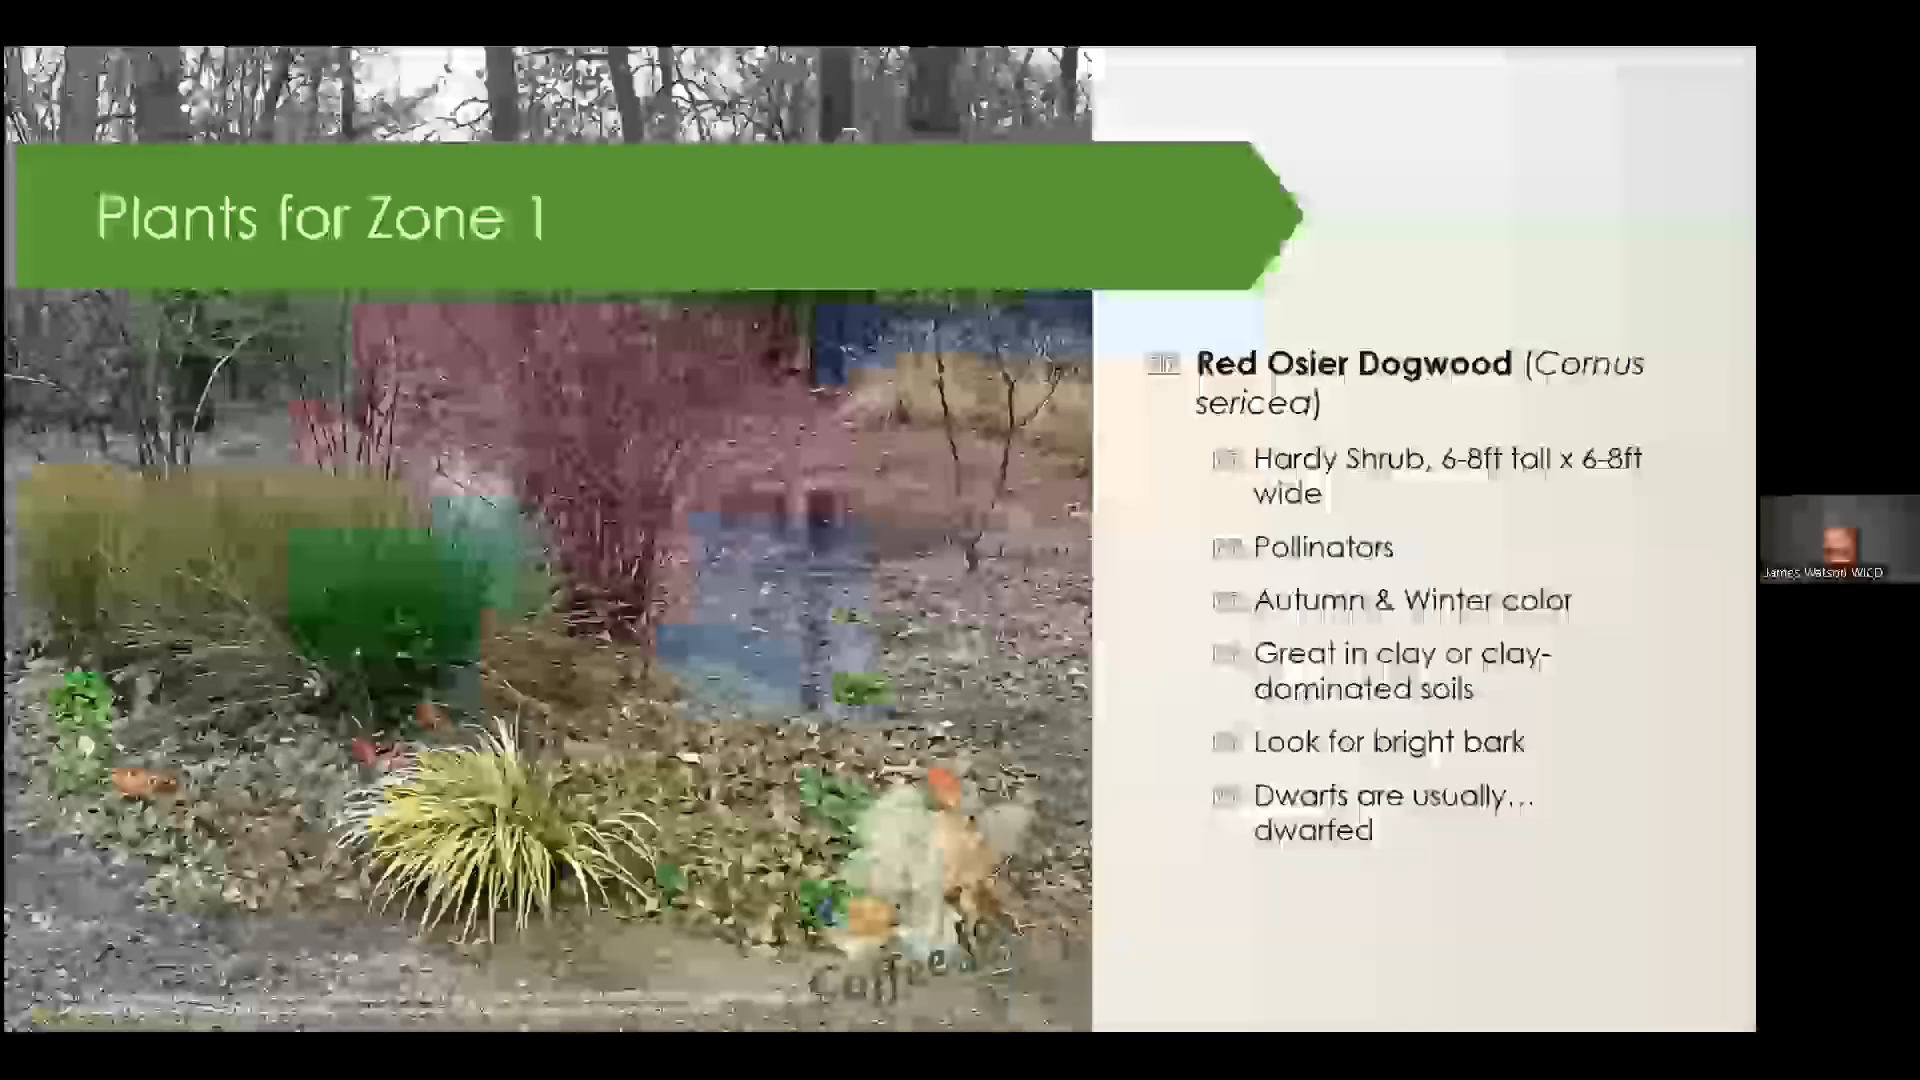 Plants for Zone 1
Red Osier Dogwood (Cornus
sericea)
Hardy Shrub, 6-8ft tall x 6-8ft
wide
Pollinators
Autumn & Winter color
Great in clay or clay-
dominated soils
Look for bright bark
Dwarfs are usually...
dwarfed
James Watson WICD
Coffee